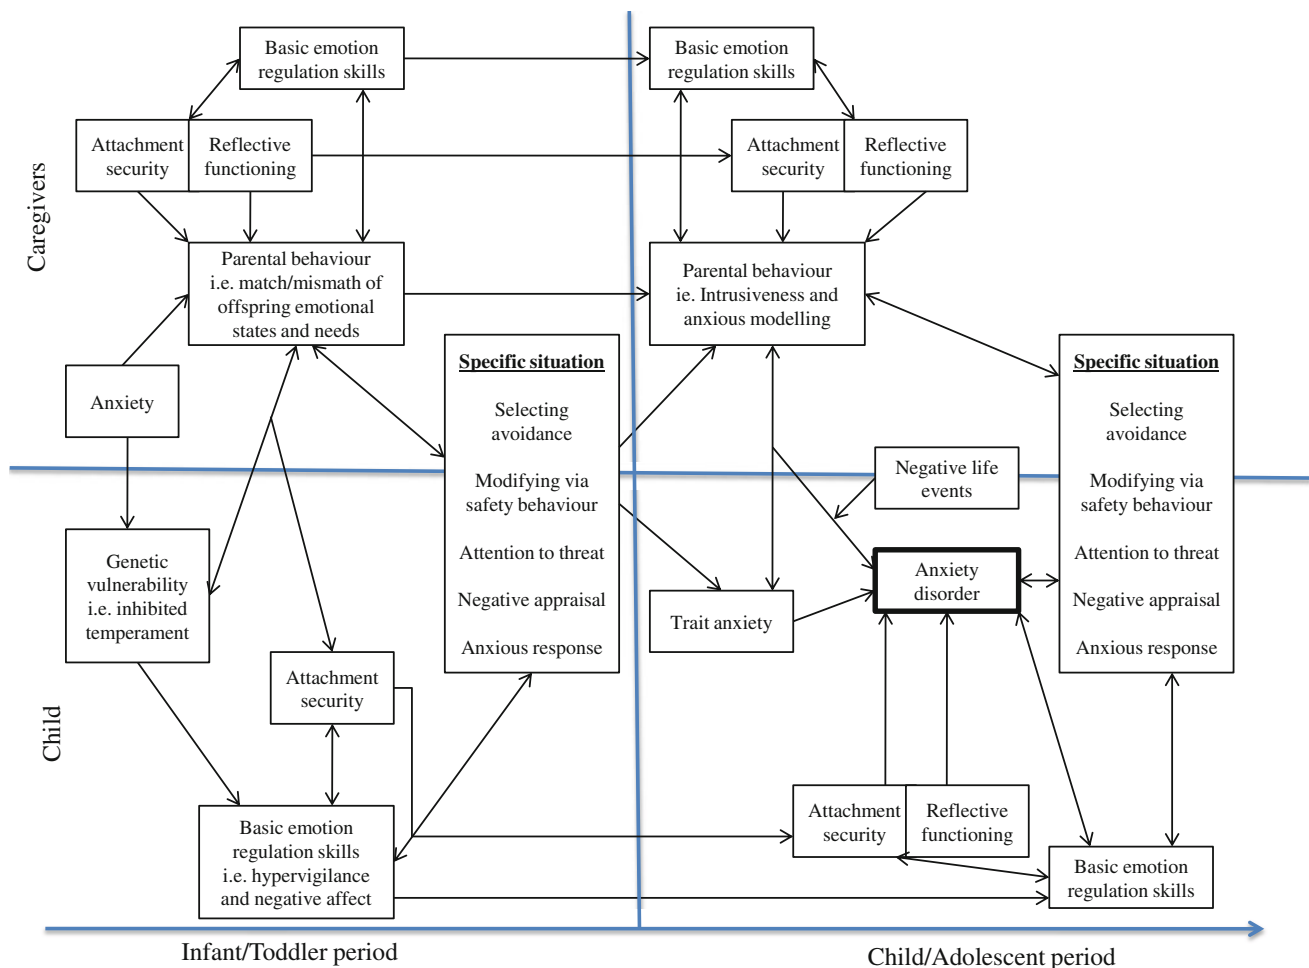 Basic emotion
regulation skills
Attachment
security
Reflective
functioning
Parental behaviour
i.e. match/mismath of
offspring emotional
states and needs
Anxiety
Caregivers
Specific situation
Selecting
avoidance
Modifying via
safety behaviour
Attention to threat
Negative appraisal
Anxious response
Genetic
vulnerability
i.e. inhibited
temperament
Attachment
security
Child
Basic emotion
regulation skills
i.e. hypervigilance
and negative affect
Infant/Toddler period
Basic emotion
regulation skills
Attachment
security
Reflective
functioning
Parental behaviour
ie. Intrusiveness and
anxious modelling
Specific situation
Selecting
avoidance
Modifying via
safety behaviour
Attention to threat
Negative appraisal
Anxious response
Negative life
events
Anxiety
disorder
Trait anxiety
Attachment
security
Reflective
functioning
Basic emotion
regulation skills
Child/Adolescent period